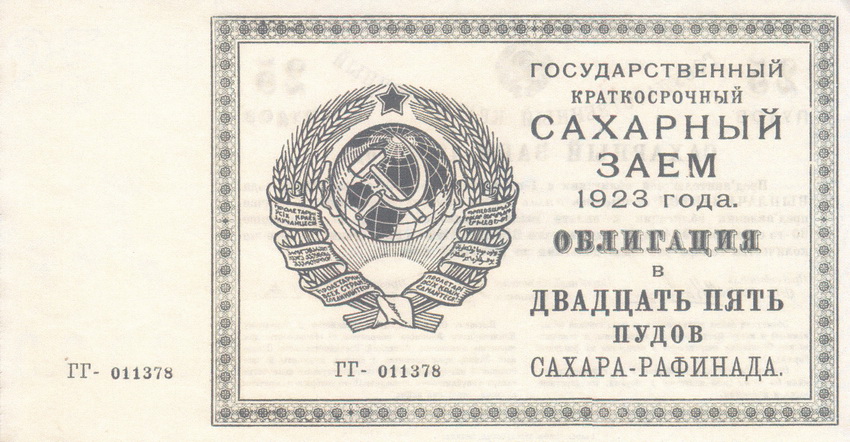 ГОСУДАРСТВЕННЫЙ
КРАТКОСРОЧНЫЙ
САХАРНЫЙ
ЗАЕМ
1923 года.
ОБЛИГАЦИЯ
в
ДВАДЦАТЬ ПЯТЬ
ПУДОВ
САХАРА-РАФИНАДА.
ГГ- 011378
ГГ- 011378